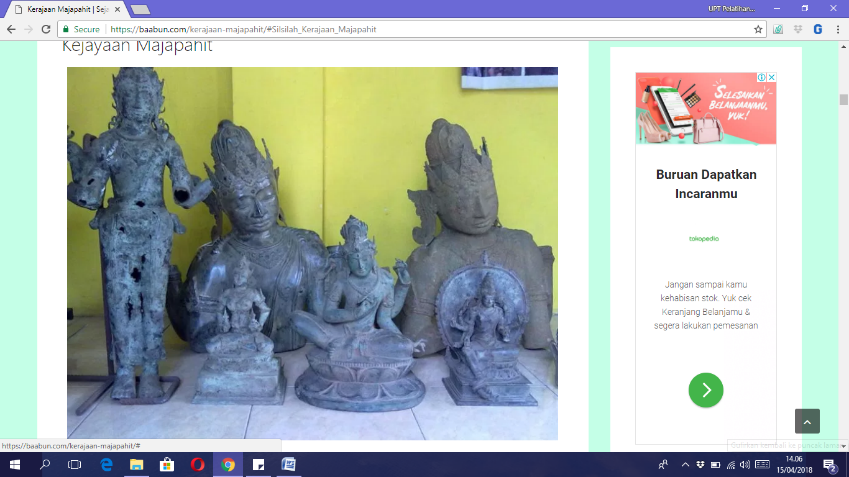 Kerajaan Majapahit | Seja
UPT Pelatihan...
Secure
https://baabun.com/kerajaan-majapahit/#Silsilah_Kerajaan_Majapahit
Kejayaan Majapahit
SELESAIKAN
BELANJAANMU,
YUK!
Buruan Dapatkan
Incaranmu
tokopedia
Jangan sampai kamu
kehabisan stok. Yuk cek
Keranjang Belanjamu &
segera lakukan pemesanan
https://baabun.com/kerajaan-majapahit/#
14.06
15/04/2018
2